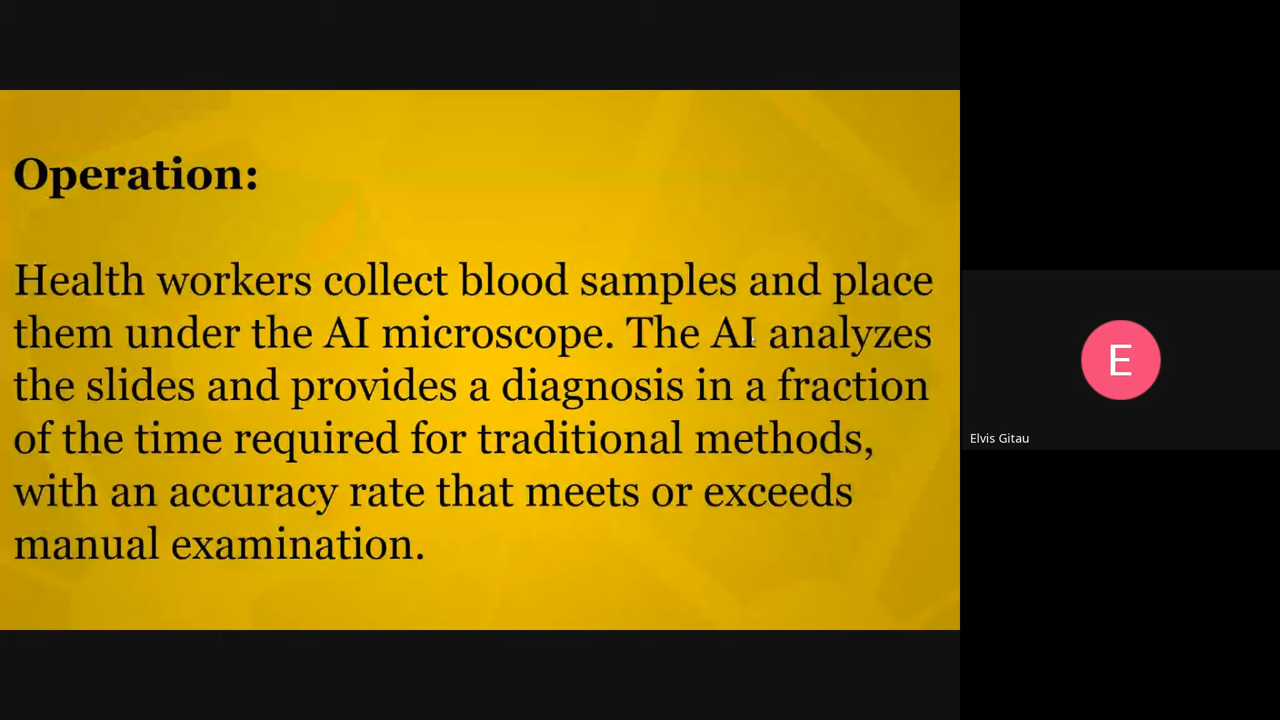 Operation:
Health workers collect blood samples and place
them under the AI microscope. The AI analyzes
the slides and provides a diagnosis in a fraction
of the time required for traditional methods,
with an accuracy rate that meets or exceeds
manual examination.
E
Elvis Gitau